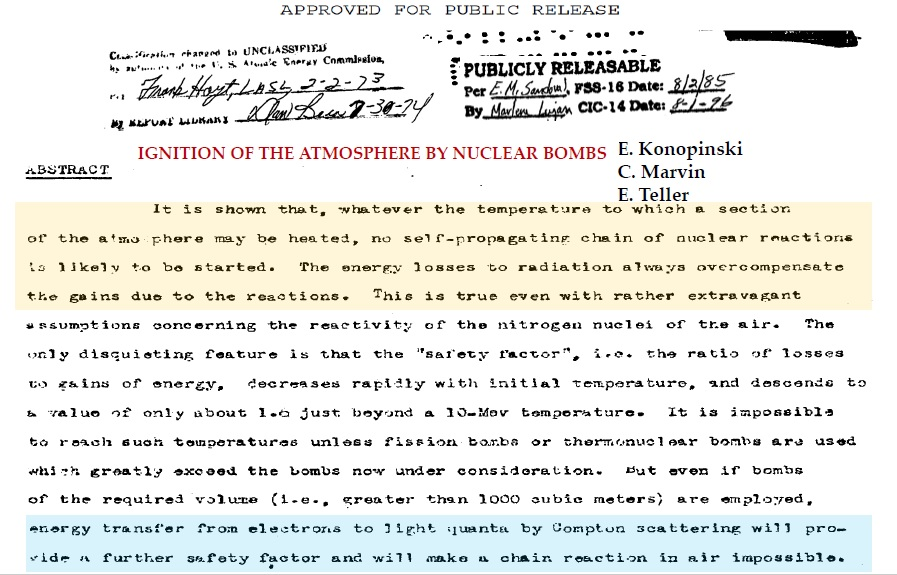 APPROVED FOR PUBLIC RELEASE
Classification changed to UNCLASSIFIED
by authority of the U. S. Atomic Energy Commission,
Per Frank Hoyt, LASL, 2-2-73
By REPORT LIBRARY 7-30-74
PUBLICLY RELEASABLE
Per E.M. Sandoval, FSS-16 Date: 8/2/85
By Marlene Lujan CIC-14 Date: 8-1-96
IGNITION OF THE ATMOSPHERE BY NUCLEAR BOMBS
E. Konopinski
C. Marvin
E. Teller
ABSTRACT
It is shown that, whatever the temperature to which a section
of the atmosphere may be heated, no self-propagating chain of nuclear reactions
is likely to be started. The energy losses to radiation always overcompensate
the gains due to the reactions. This is true even with rather extravagant
assumptions concerning the reactivity of the nitrogen nuclei of the air. The
only disquieting feature is that the "safety factor", i.e. the ratio of losses
to gains of energy, decreases rapidly with initial temperature, and descends to
a value of only about 1.6 just beyond a 10-Mev temperature. It is impossible
to reach such temperatures unless fission bombs or thermonuclear bombs are used
which greatly exceed the bombs now under consideration. But even if bombs
of the required volume (i.e., greater than 1000 cubic meters) are employed,
energy transfer from electrons to light quanta by Compton scattering will pro-
vide a further safety factor and will make a chain reaction in air impossible.